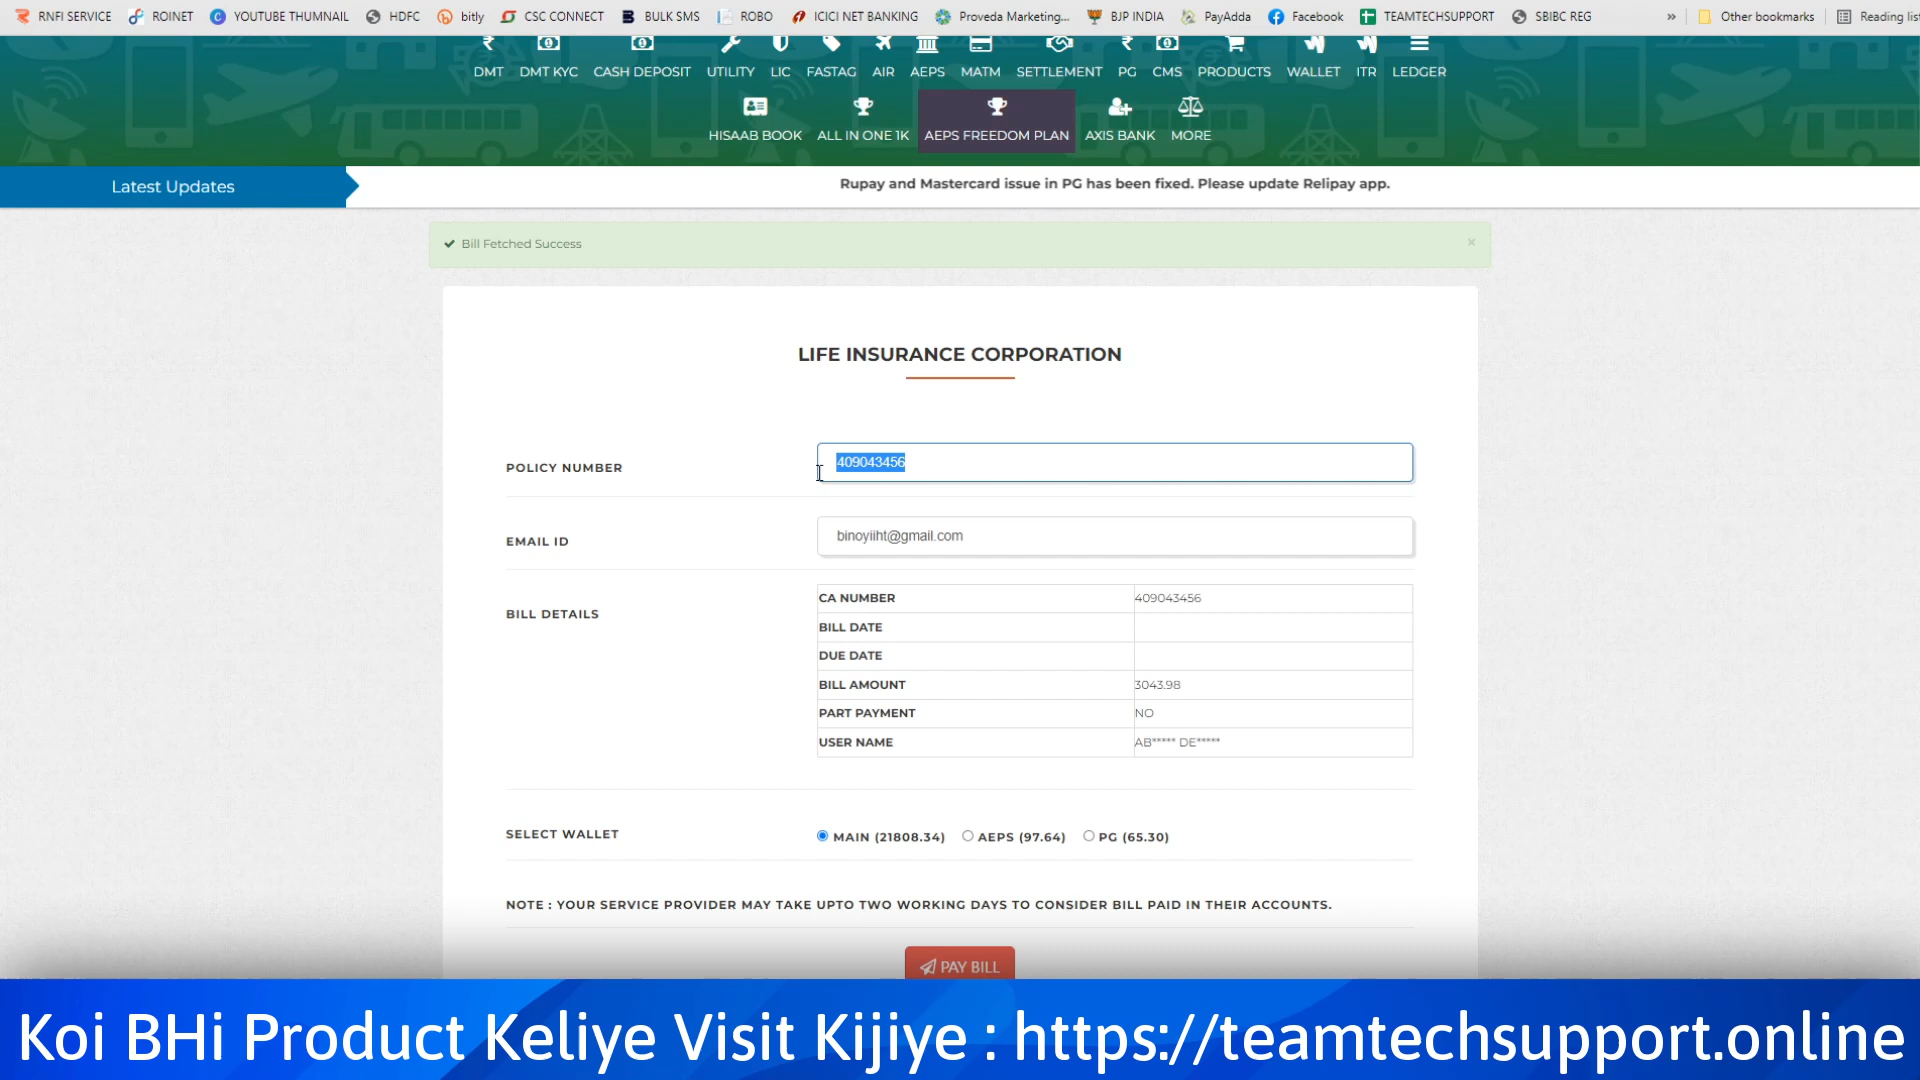 RNFI SERVICE ROINET YOUTUBE THUMNAIL HDFC bitly CSC CONNECT BULK SMS ROBO ICICI NET BANKING Proveda Marketing... BJP INDIA PayAdda Facebook TEAMTECHSUPPORT SBIBC REG » Other bookmarks Reading list
DMT DMT KYC CASH DEPOSIT UTILITY LIC FASTAG AIR AEPS MATM SETTLEMENT PG CMS PRODUCTS WALLET ITR LEDGER
HISAAB BOOK ALL IN ONE 1K AEPS FREEDOM PLAN AXIS BANK MORE
Latest Updates Rupay and Mastercard issue in PG has been fixed. Please update Relipay app.
Bill Fetched Success ×
LIFE INSURANCE CORPORATION
POLICY NUMBER 409043456
EMAIL ID binoyiiht@gmail.com
BILL DETAILS
CA NUMBER 409043456
BILL DATE
DUE DATE
BILL AMOUNT 3043.98
PART PAYMENT NO
USER NAME AB***** DE*****
SELECT WALLET MAIN (21808.34) AEPS (97.64) PG (65.30)
NOTE : YOUR SERVICE PROVIDER MAY TAKE UPTO TWO WORKING DAYS TO CONSIDER BILL PAID IN THEIR ACCOUNTS.
PAY BILL
Koi BHi Product Keliye Visit Kijiye : https://teamtechsupport.online